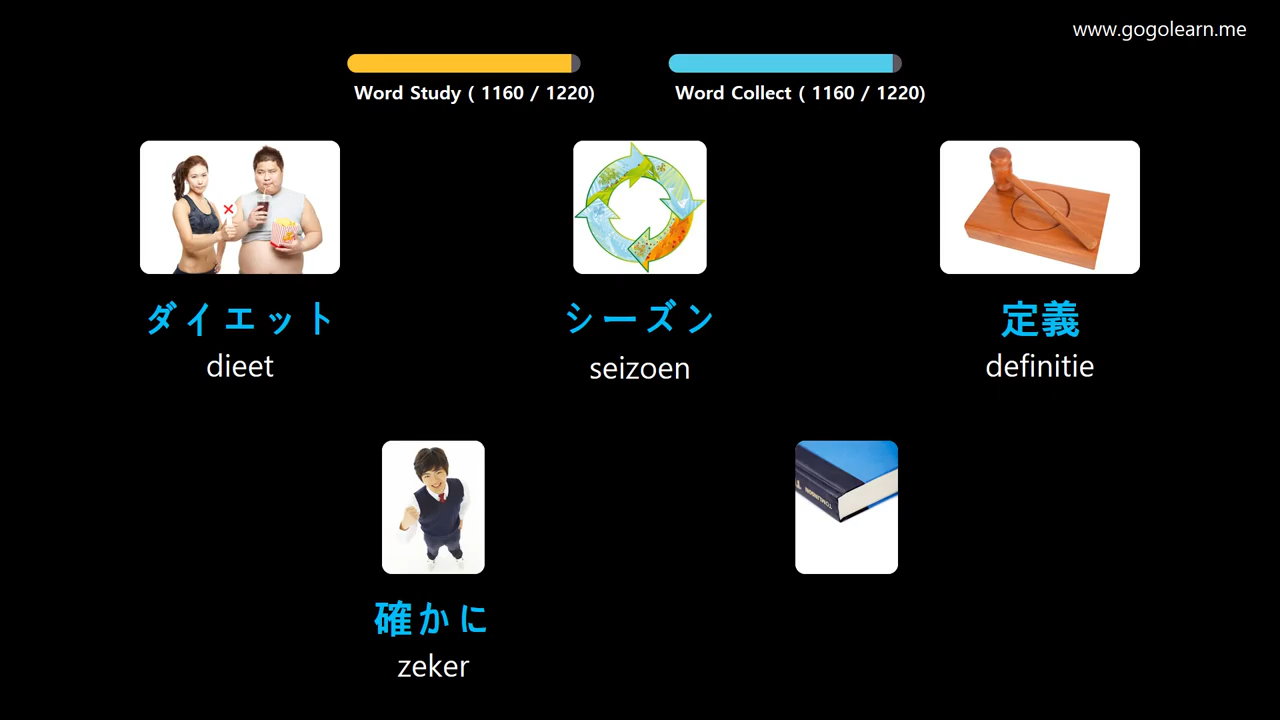 www.gogolearn.me
Word Study ( 1160 / 1220)
Word Collect ( 1160 / 1220)
ダイエット
dieet
シーズン
seizoen
定義
definitie
確かに
zeker
TOMLINSON